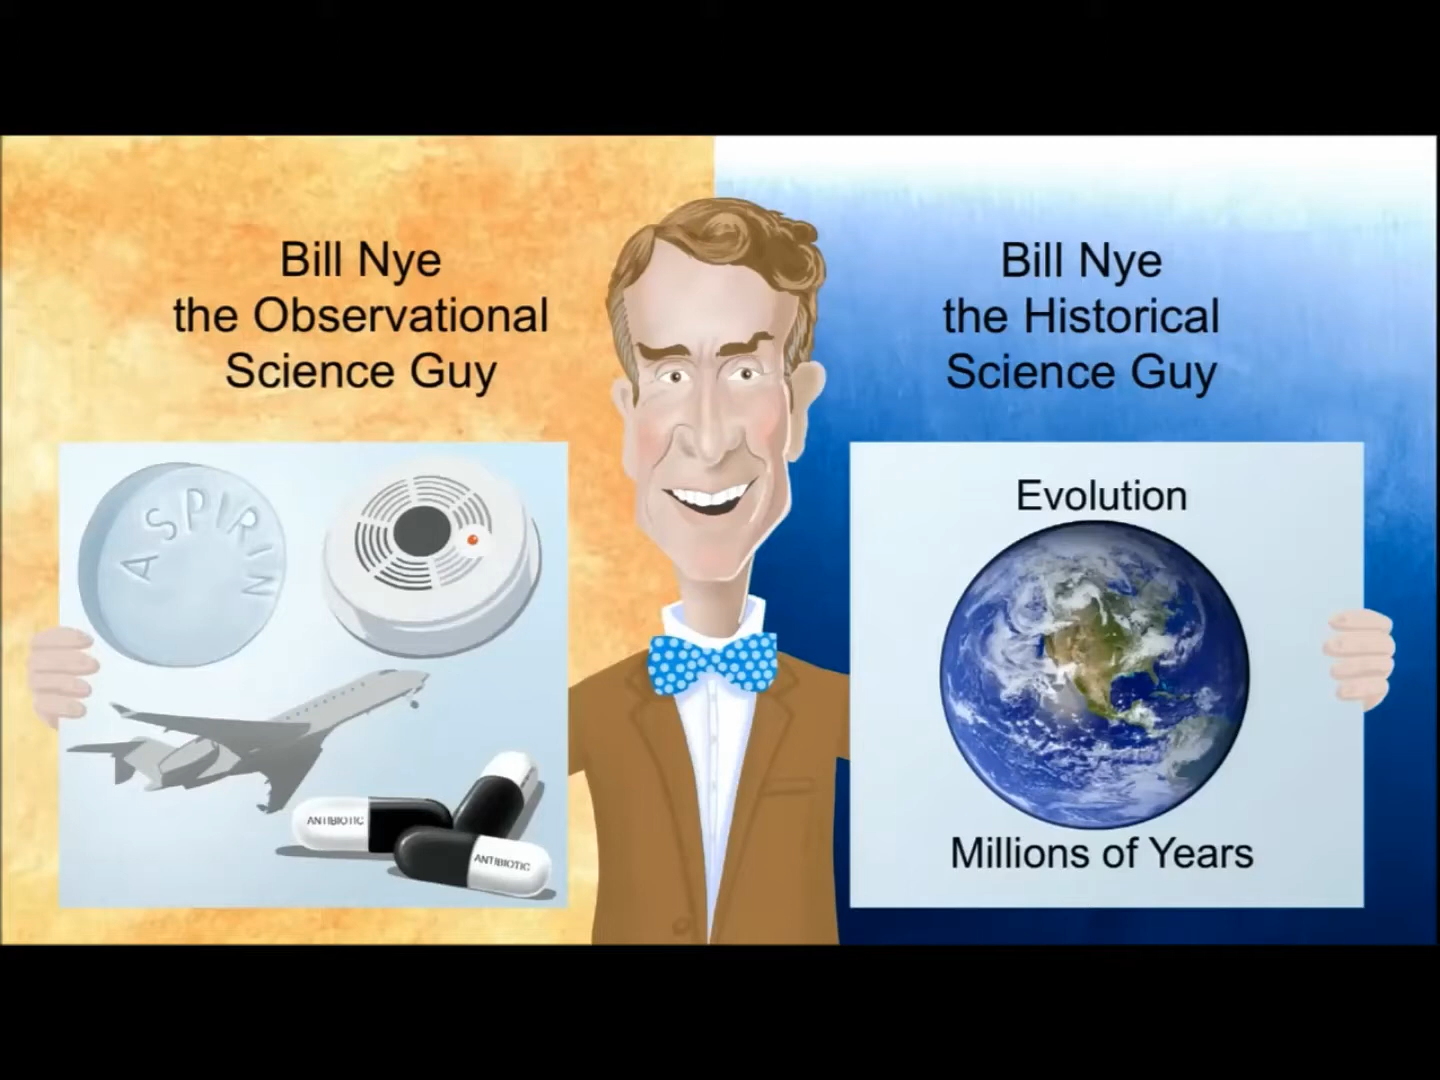 Bill Nye
the Observational
Science Guy
ASPIRIN
ANTIBIOTIC
ANTIBIOTIC
Bill Nye
the Historical
Science Guy
Evolution
Millions of Years